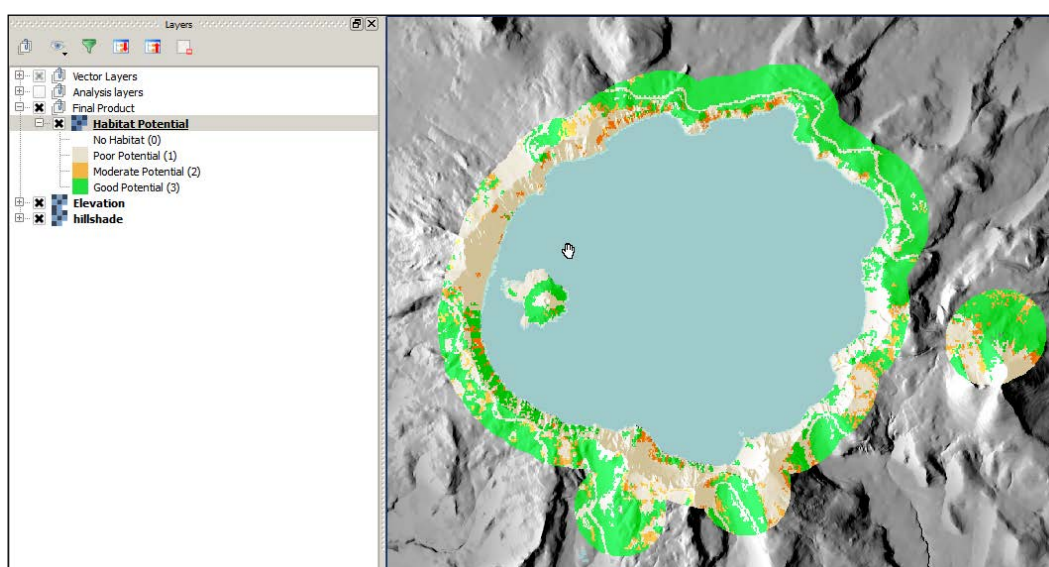 Layers
Vector Layers
Analysis layers
Final Product
Habitat Potential
No Habitat (0)
Poor Potential (1)
Moderate Potential (2)
Good Potential (3)
Elevation
hillshade